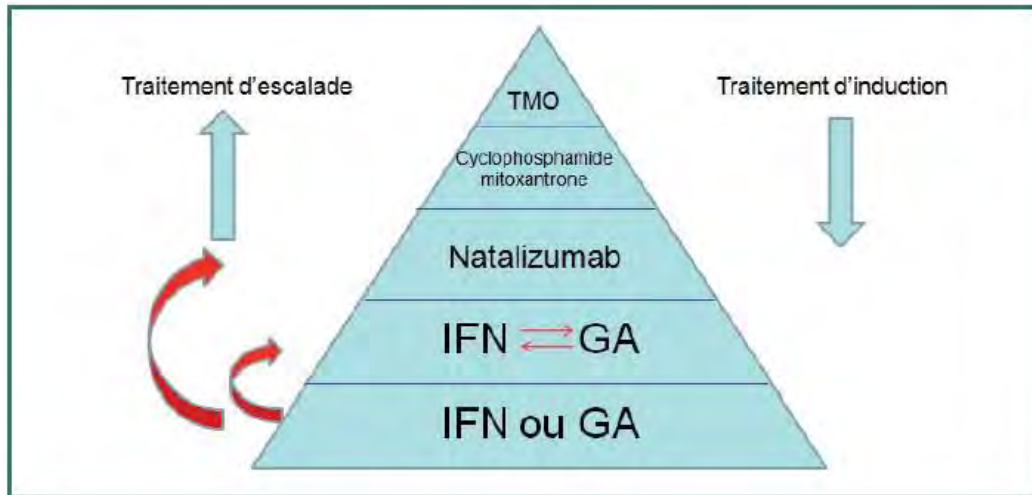 Traitement d'escalade
Traitement d'induction
TMO
Cyclophosphamide
mitoxantrone
Natalizumab
IFN ⇄ GA
IFN ou GA